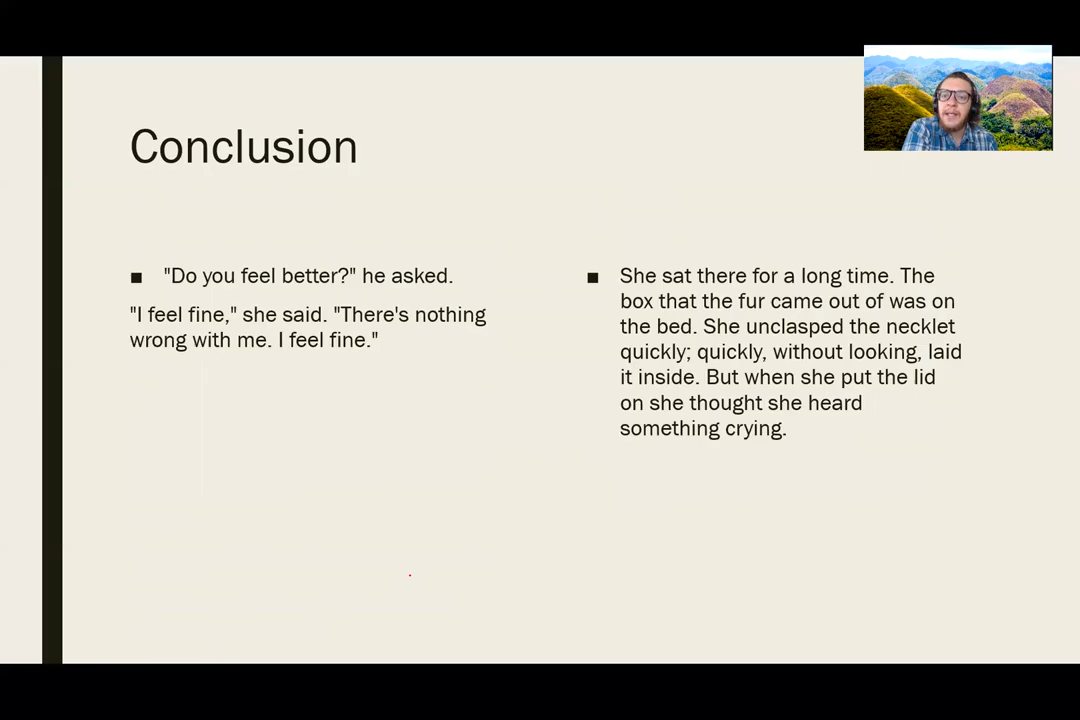 Conclusion
■ "Do you feel better?" he asked.
"I feel fine," she said. "There's nothing
wrong with me. I feel fine."
■ She sat there for a long time. The
box that the fur came out of was on
the bed. She unclasped the necklet
quickly; quickly, without looking, laid
it inside. But when she put the lid
on she thought she heard
something crying.